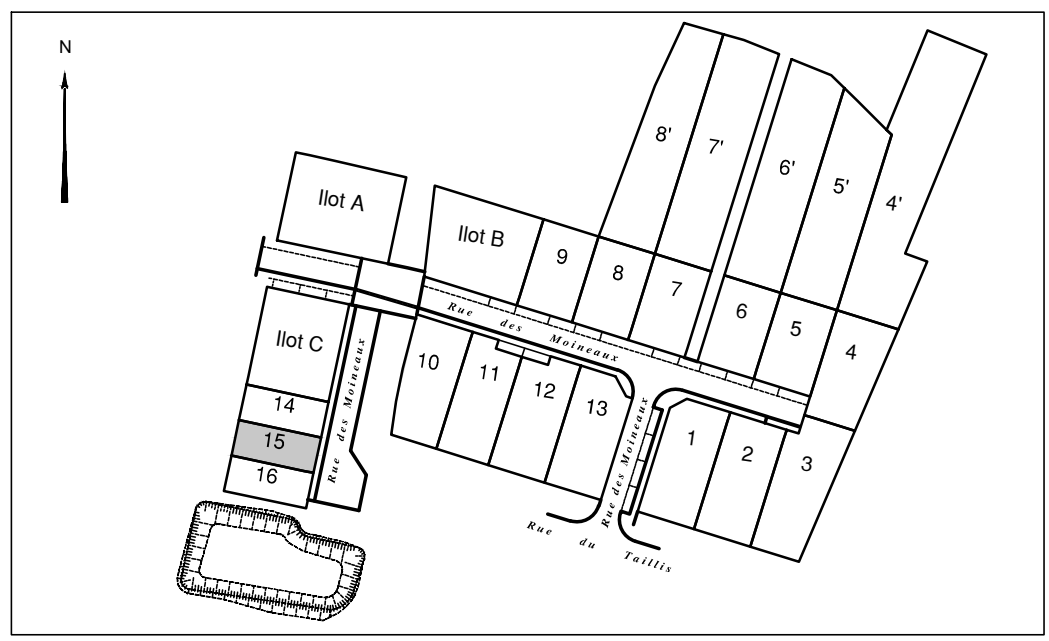 N
8'
7'
6'
5'
4'
Ilot A
Ilot B
9
8
7
6
5
4
Rue des Moineaux
Ilot C
14
15
16
Rue des Moineaux
10
11
12
13
Rue des Moineaux
1
2
3
Rue du Taillis